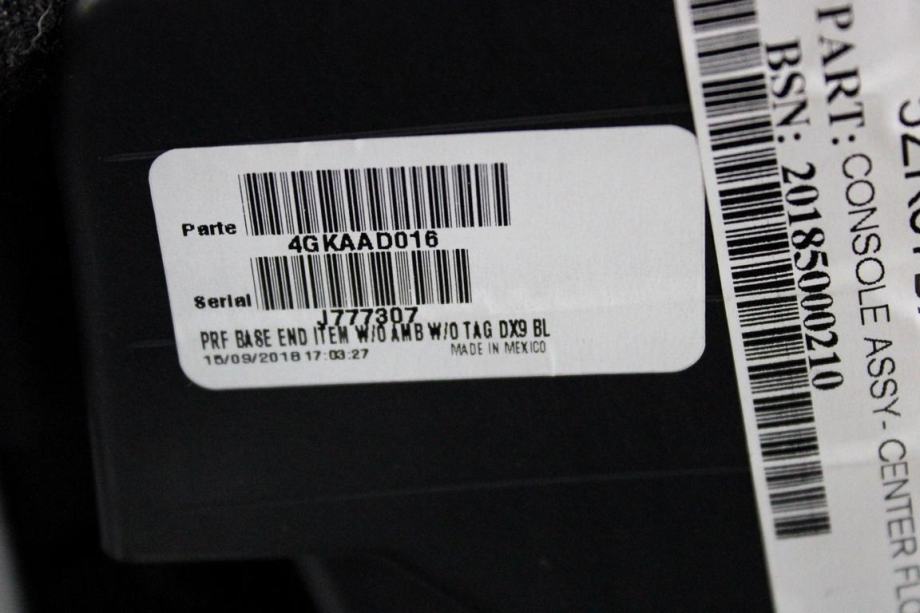 Parte
4GKAAD016
Serial
J777307
PRF BASE END ITEM W/O AMB W/O TAG DX9 BL
15/09/2018 17:03:27 MADE IN MEXICO
PART: CONSOLE ASSY-CENTER
BSN: 20185000210